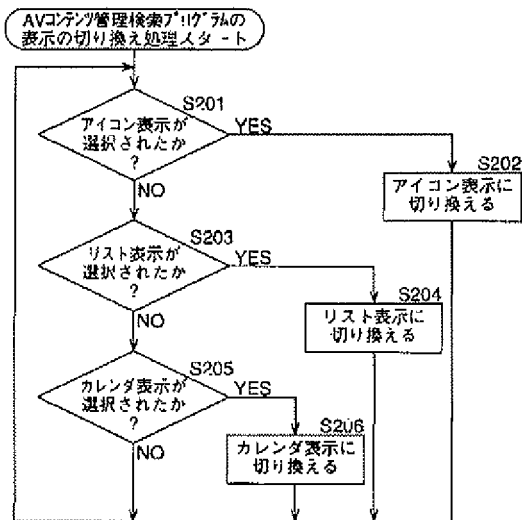 AVコンテンツ管理検索プログラムの
表示の切り換え処理スタート
S201
アイコン表示が
選択されたか
?
YES
NO
S202
アイコン表示に
切り換える
S203
リスト表示が
選択されたか
?
YES
NO
S204
リスト表示に
切り換える
S205
カレンダ表示が
選択されたか
?
YES
NO
S206
カレンダ表示に
切り換える